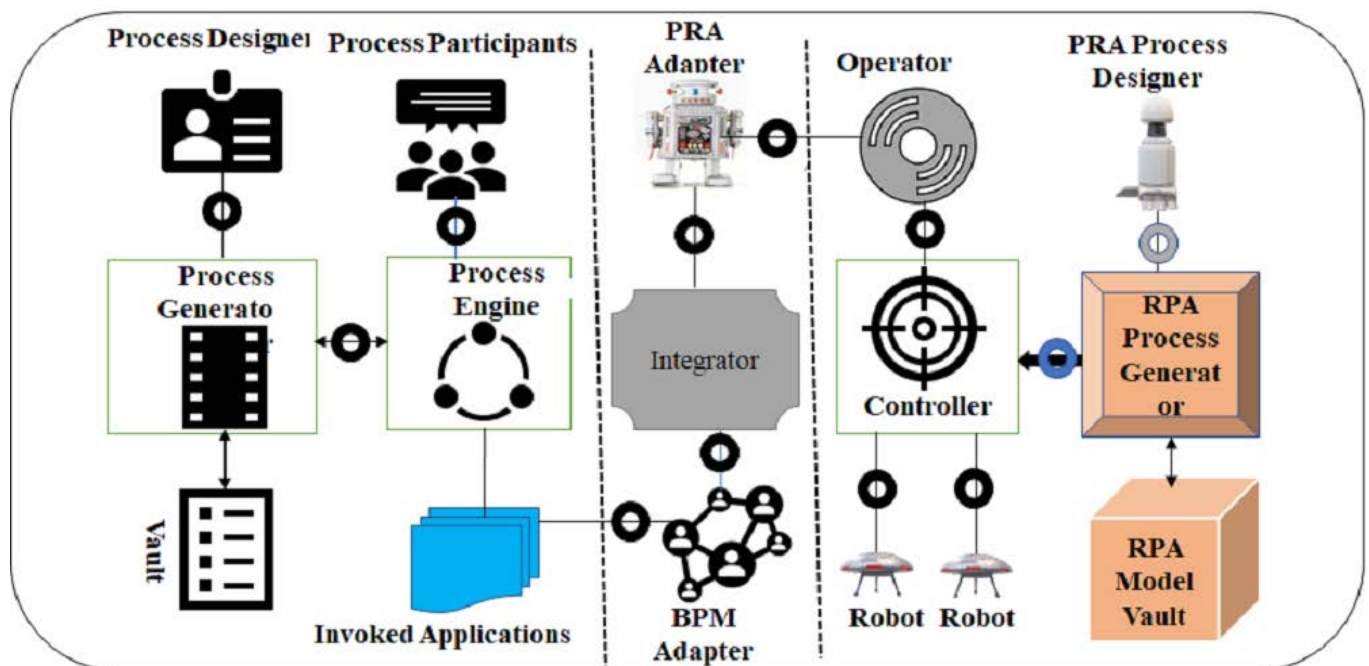 Process Designer
Process Participants
PRA
Adapter
Operator
PRA Process
Designer
Process
Generato
r
Process
Engine
Integrator
Controller
RPA
Process
Generat
or
Vault
Invoked Applications
BPM
Adapter
Robot
Robot
RPA
Model
Vault